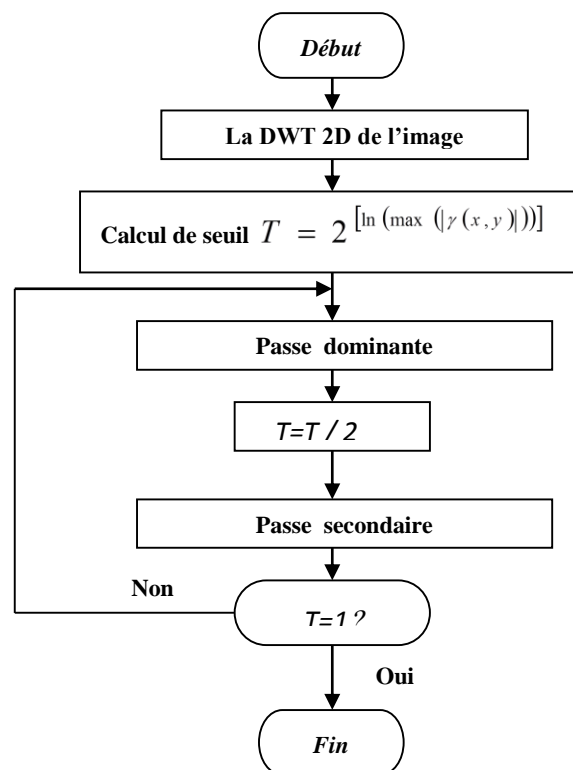 Début
La DWT 2D de l’image
Calcul de seuil T = 2^[ln (max (|γ(x,y)|))]
Passe dominante
T=T / 2
Passe secondaire
Non
T=1 ?
Oui
Fin